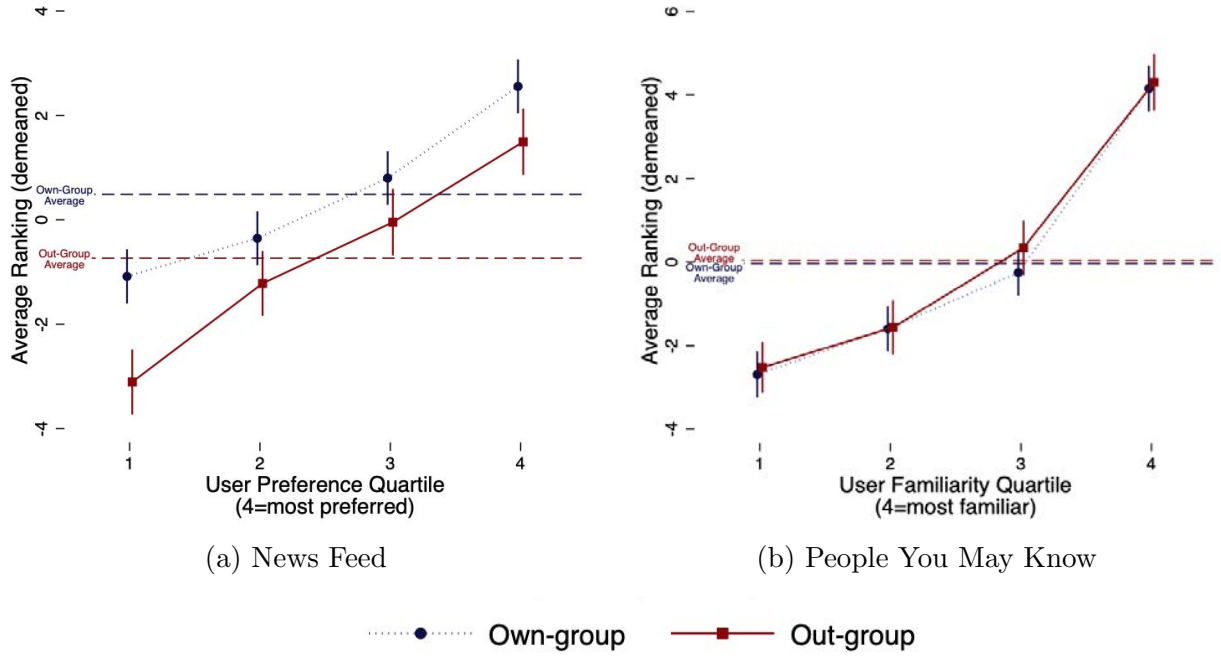 4
2
0
-2
-4
Average Ranking (demeaned)
Own-Group
Average
Out-Group
Average
1 2 3 4
User Preference Quartile
(4=most preferred)
(a) News Feed
6
4
2
0
-2
-4
Average Ranking (demeaned)
Out-Group
Average
Own-Group
Average
1 2 3 4
User Familiarity Quartile
(4=most familiar)
(b) People You May Know
Own-group Out-group